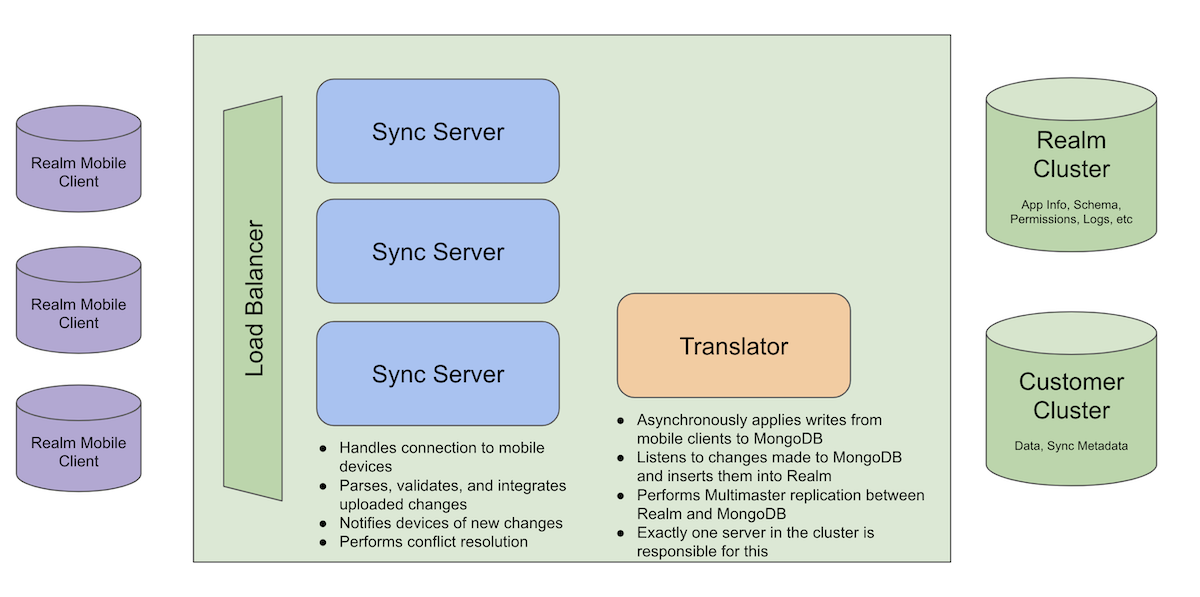 Realm Mobile
Client
Realm Mobile
Client
Realm Mobile
Client
Load Balancer
Sync Server
Sync Server
Sync Server
● Handles connection to mobile
devices
● Parses, validates, and integrates
uploaded changes
● Notifies devices of new changes
● Performs conflict resolution
Translator
● Asynchronously applies writes from
mobile clients to MongoDB
● Listens to changes made to MongoDB
and inserts them into Realm
● Performs Multimaster replication between
Realm and MongoDB
● Exactly one server in the cluster is
responsible for this
Realm
Cluster
App Info, Schema,
Permissions, Logs, etc
Customer
Cluster
Data, Sync Metadata